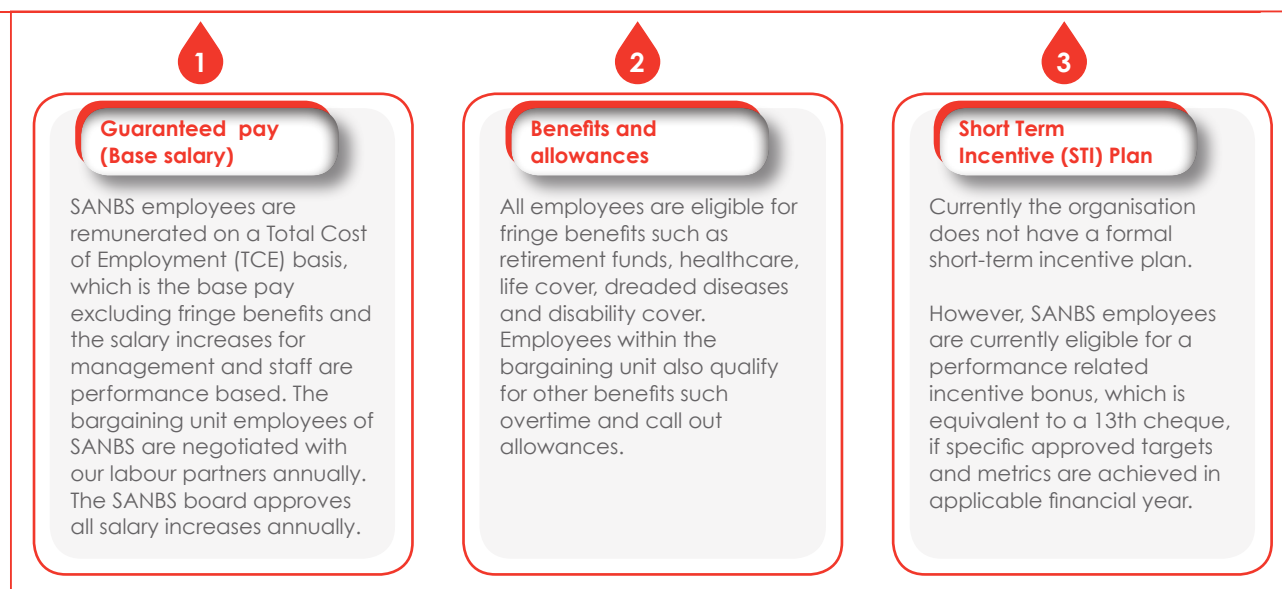 1
Guaranteed pay
(Base salary)
SANBS employees are
remunerated on a Total Cost
of Employment (TCE) basis,
which is the base pay
excluding fringe benefits and
the salary increases for
management and staff are
performance based. The
bargaining unit employees of
SANBS are negotiated with
our labour partners annually.
The SANBS board approves
all salary increases annually.
2
Benefits and
allowances
All employees are eligible for
fringe benefits such as
retirement funds, healthcare,
life cover, dreaded diseases
and disability cover.
Employees within the
bargaining unit also qualify
for other benefits such
overtime and call out
allowances.
3
Short Term
Incentive (STI) Plan
Currently the organisation
does not have a formal
short-term incentive plan.
However, SANBS employees
are currently eligible for a
performance related
incentive bonus, which is
equivalent to a 13th cheque,
if specific approved targets
and metrics are achieved in
applicable financial year.